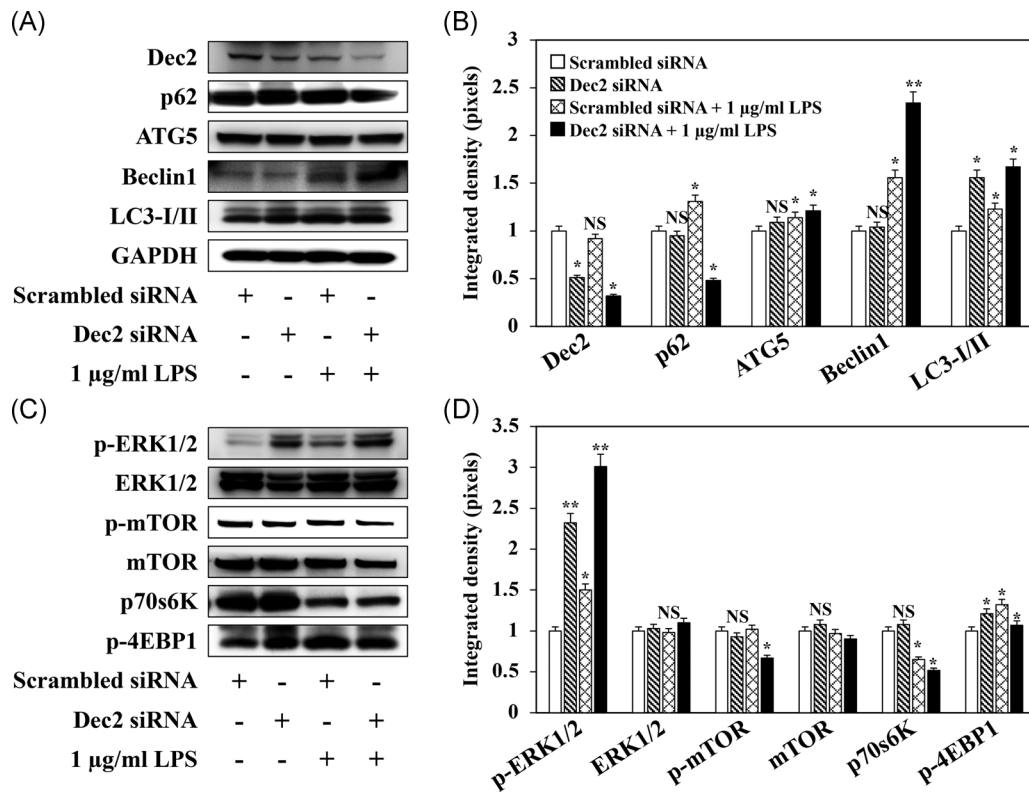 (A)
Dec2
p62
ATG5
Beclin1
LC3-I/II
GAPDH
Scrambled siRNA + - + -
Dec2 siRNA - + - +
1 μg/ml LPS - - + +
(B)
Integrated density (pixels)
3
2.5
2
1.5
1
0.5
0
Scrambled siRNA
Dec2 siRNA
Scrambled siRNA + 1 μg/ml LPS
Dec2 siRNA + 1 μg/ml LPS
* NS *
NS * *
NS * *
NS * **
* * *
Dec2 p62 ATG5 Beclin1 LC3-I/II
(C)
p-ERK1/2
ERK1/2
p-mTOR
mTOR
p70s6K
p-4EBP1
Scrambled siRNA + - + -
Dec2 siRNA - + - +
1 μg/ml LPS - - + +
(D)
Integrated density (pixels)
3.5
3
2.5
2
1.5
1
0.5
0
** * **
NS
NS *
NS
NS * *
* * *
p-ERK1/2 ERK1/2 p-mTOR mTOR p70s6K p-4EBP1